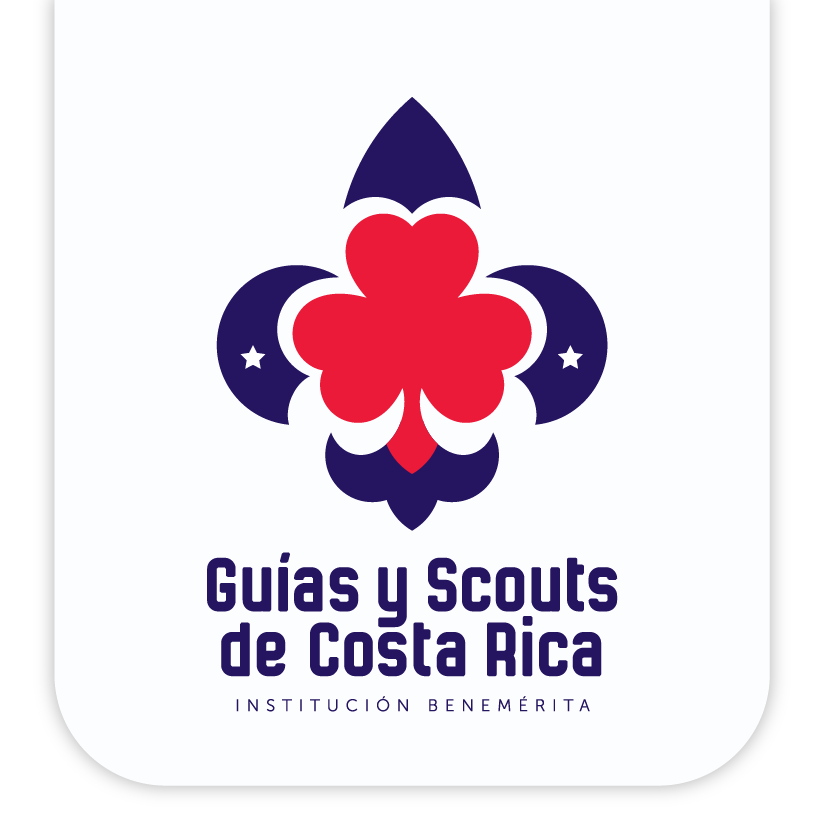 Guías y Scouts
de Costa Rica
INSTITUCIÓN BENEMÉRITA